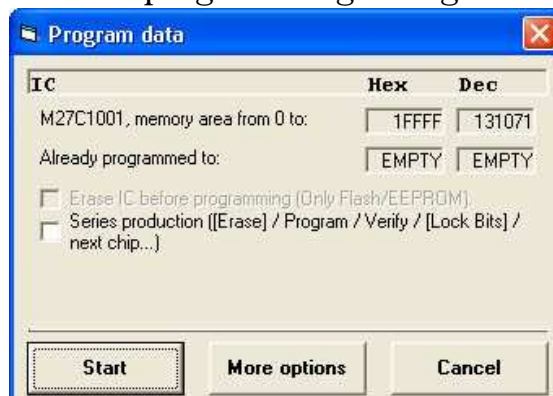 Program data
IC Hex Dec
M27C1001, memory area from 0 to: 1FFFF 131071
Already programmed to: EMPTY EMPTY
Erase IC before programming (Only Flash/EEPROM).
Series production ([Erase] / Program / Verify / [Lock Bits] /
next chip...)
Start More options Cancel